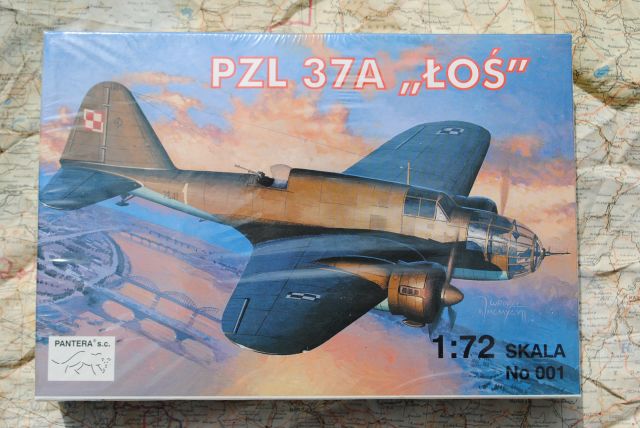 PZL 37A „ŁOŚ”
PANTERA® s.c.
1:72 SKALA
No 001